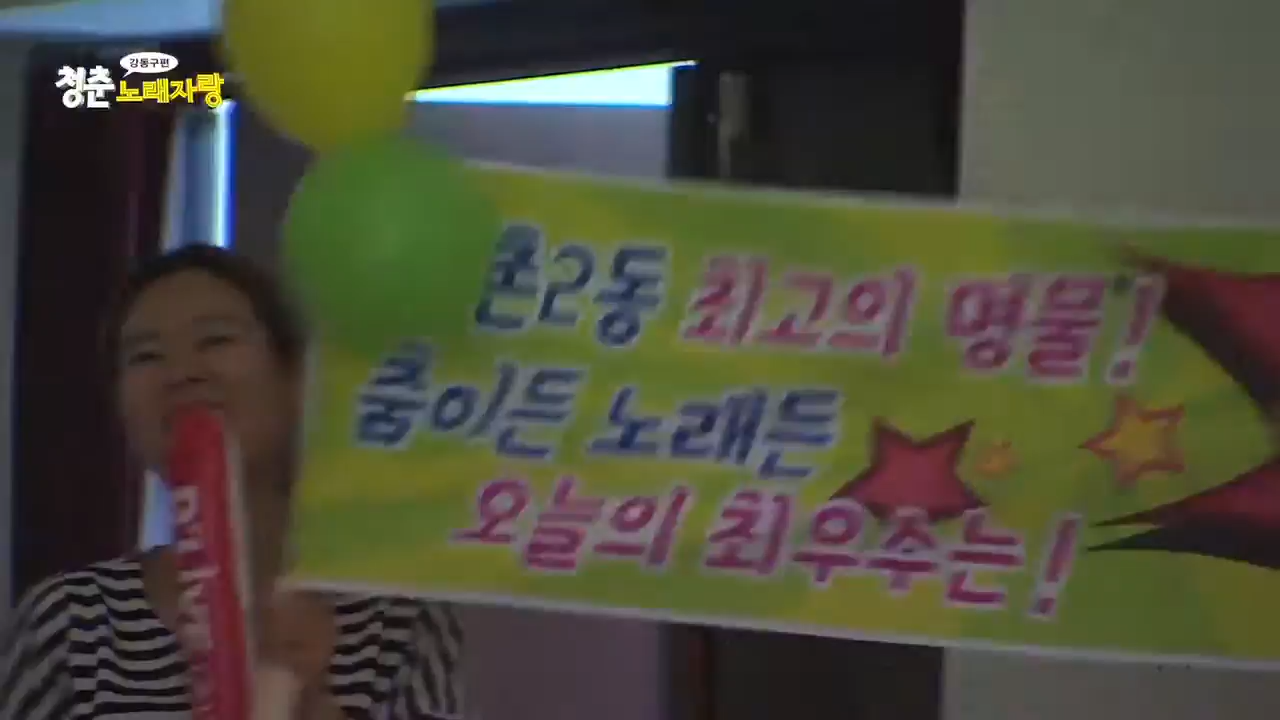 강동구편
청춘 노래자랑
촌2동 최고의 명물!
춤이든 노래든
오늘의 최우주는!